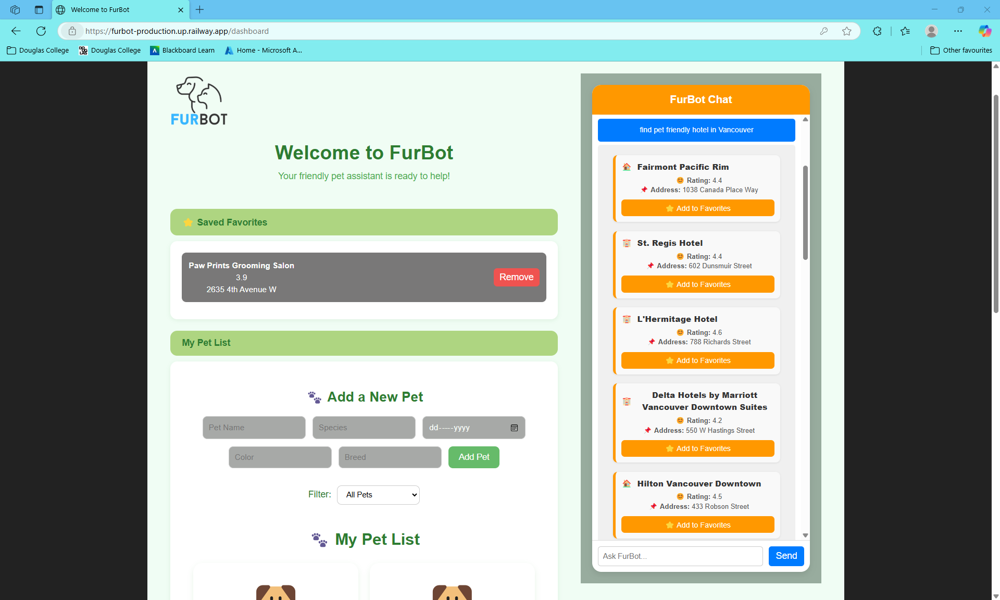 Welcome to FurBot
https://furbot-production.up.railway.app/dashboard
Douglas College
Douglas College
Blackboard Learn
Home - Microsoft A...
Other favourites
FURBOT
Welcome to FurBot
Your friendly pet assistant is ready to help!
Saved Favorites
Paw Prints Grooming Salon
3.9
2635 4th Avenue W
Remove
My Pet List
Add a New Pet
Pet Name
Species
dd-----yyyy
Color
Breed
Add Pet
Filter:
All Pets
My Pet List
FurBot Chat
find pet friendly hotel in Vancouver
Fairmont Pacific Rim
Rating: 4.4
Address: 1038 Canada Place Way
Add to Favorites
St. Regis Hotel
Rating: 4.4
Address: 602 Dunsmuir Street
Add to Favorites
L'Hermitage Hotel
Rating: 4.6
Address: 788 Richards Street
Add to Favorites
Delta Hotels by Marriott
Vancouver Downtown Suites
Rating: 4.2
Address: 550 W Hastings Street
Add to Favorites
Hilton Vancouver Downtown
Rating: 4.5
Address: 433 Robson Street
Add to Favorites
Ask FurBot...
Send